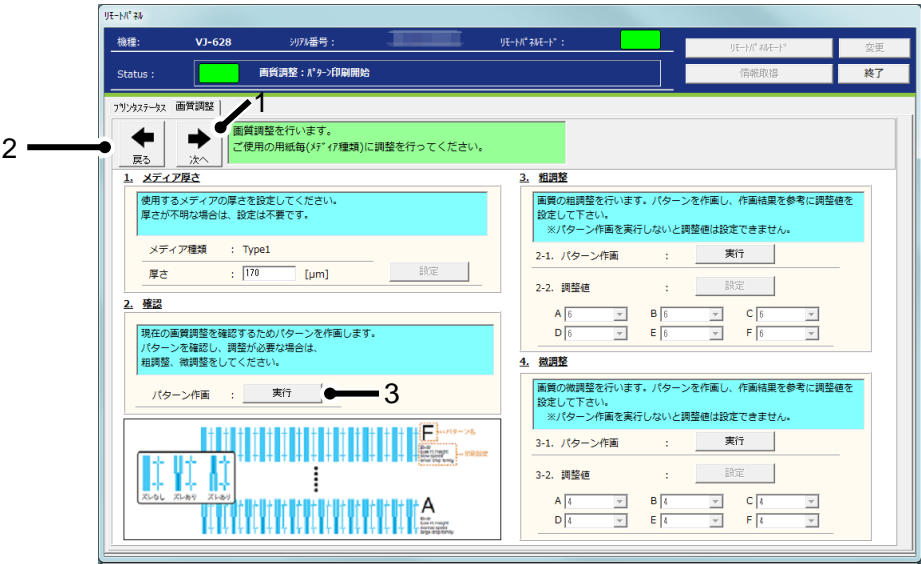 リモートパネル
機種: VJ-628 シリアル番号: リモートパネルモード:
リモートパネルモード 変更
Status : 画質調整:パターン印刷開始
情報取得 終了
プリンタステータス 画質調整
1
2
戻る 次へ
画質調整を行います。
ご使用の用紙毎(メディア種類)に調整を行ってください。
1. メディア厚さ
使用するメディアの厚さを設定してください。
厚さが不明な場合は、設定は不要です。
メディア種類 : Type1
厚さ : 170 [μm] 設定
2. 確認
現在の画質調整を確認するためパターンを作画します。
パターンを確認し、調整が必要な場合は、
粗調整、微調整をしてください。
パターン作画 : 実行
3
F パターン名
印刷設定
ズレなし ズレあり ズレあり
A
3. 粗調整
画質の粗調整を行います。パターンを作画し、作画結果を参考に調整値を
設定して下さい。
※パターン作画を実行しないと調整値は設定できません。
2-1. パターン作画 : 実行
2-2. 調整値 : 設定
A 6 B 6 C 6
D 6 E 6 F 6
4. 微調整
画質の微調整を行います。パターンを作画し、作画結果を参考に調整値を
設定して下さい。
※パターン作画を実行しないと調整値は設定できません。
3-1. パターン作画 : 実行
3-2. 調整値 : 設定
A 4 B 4 C 4
D 4 E 4 F 4